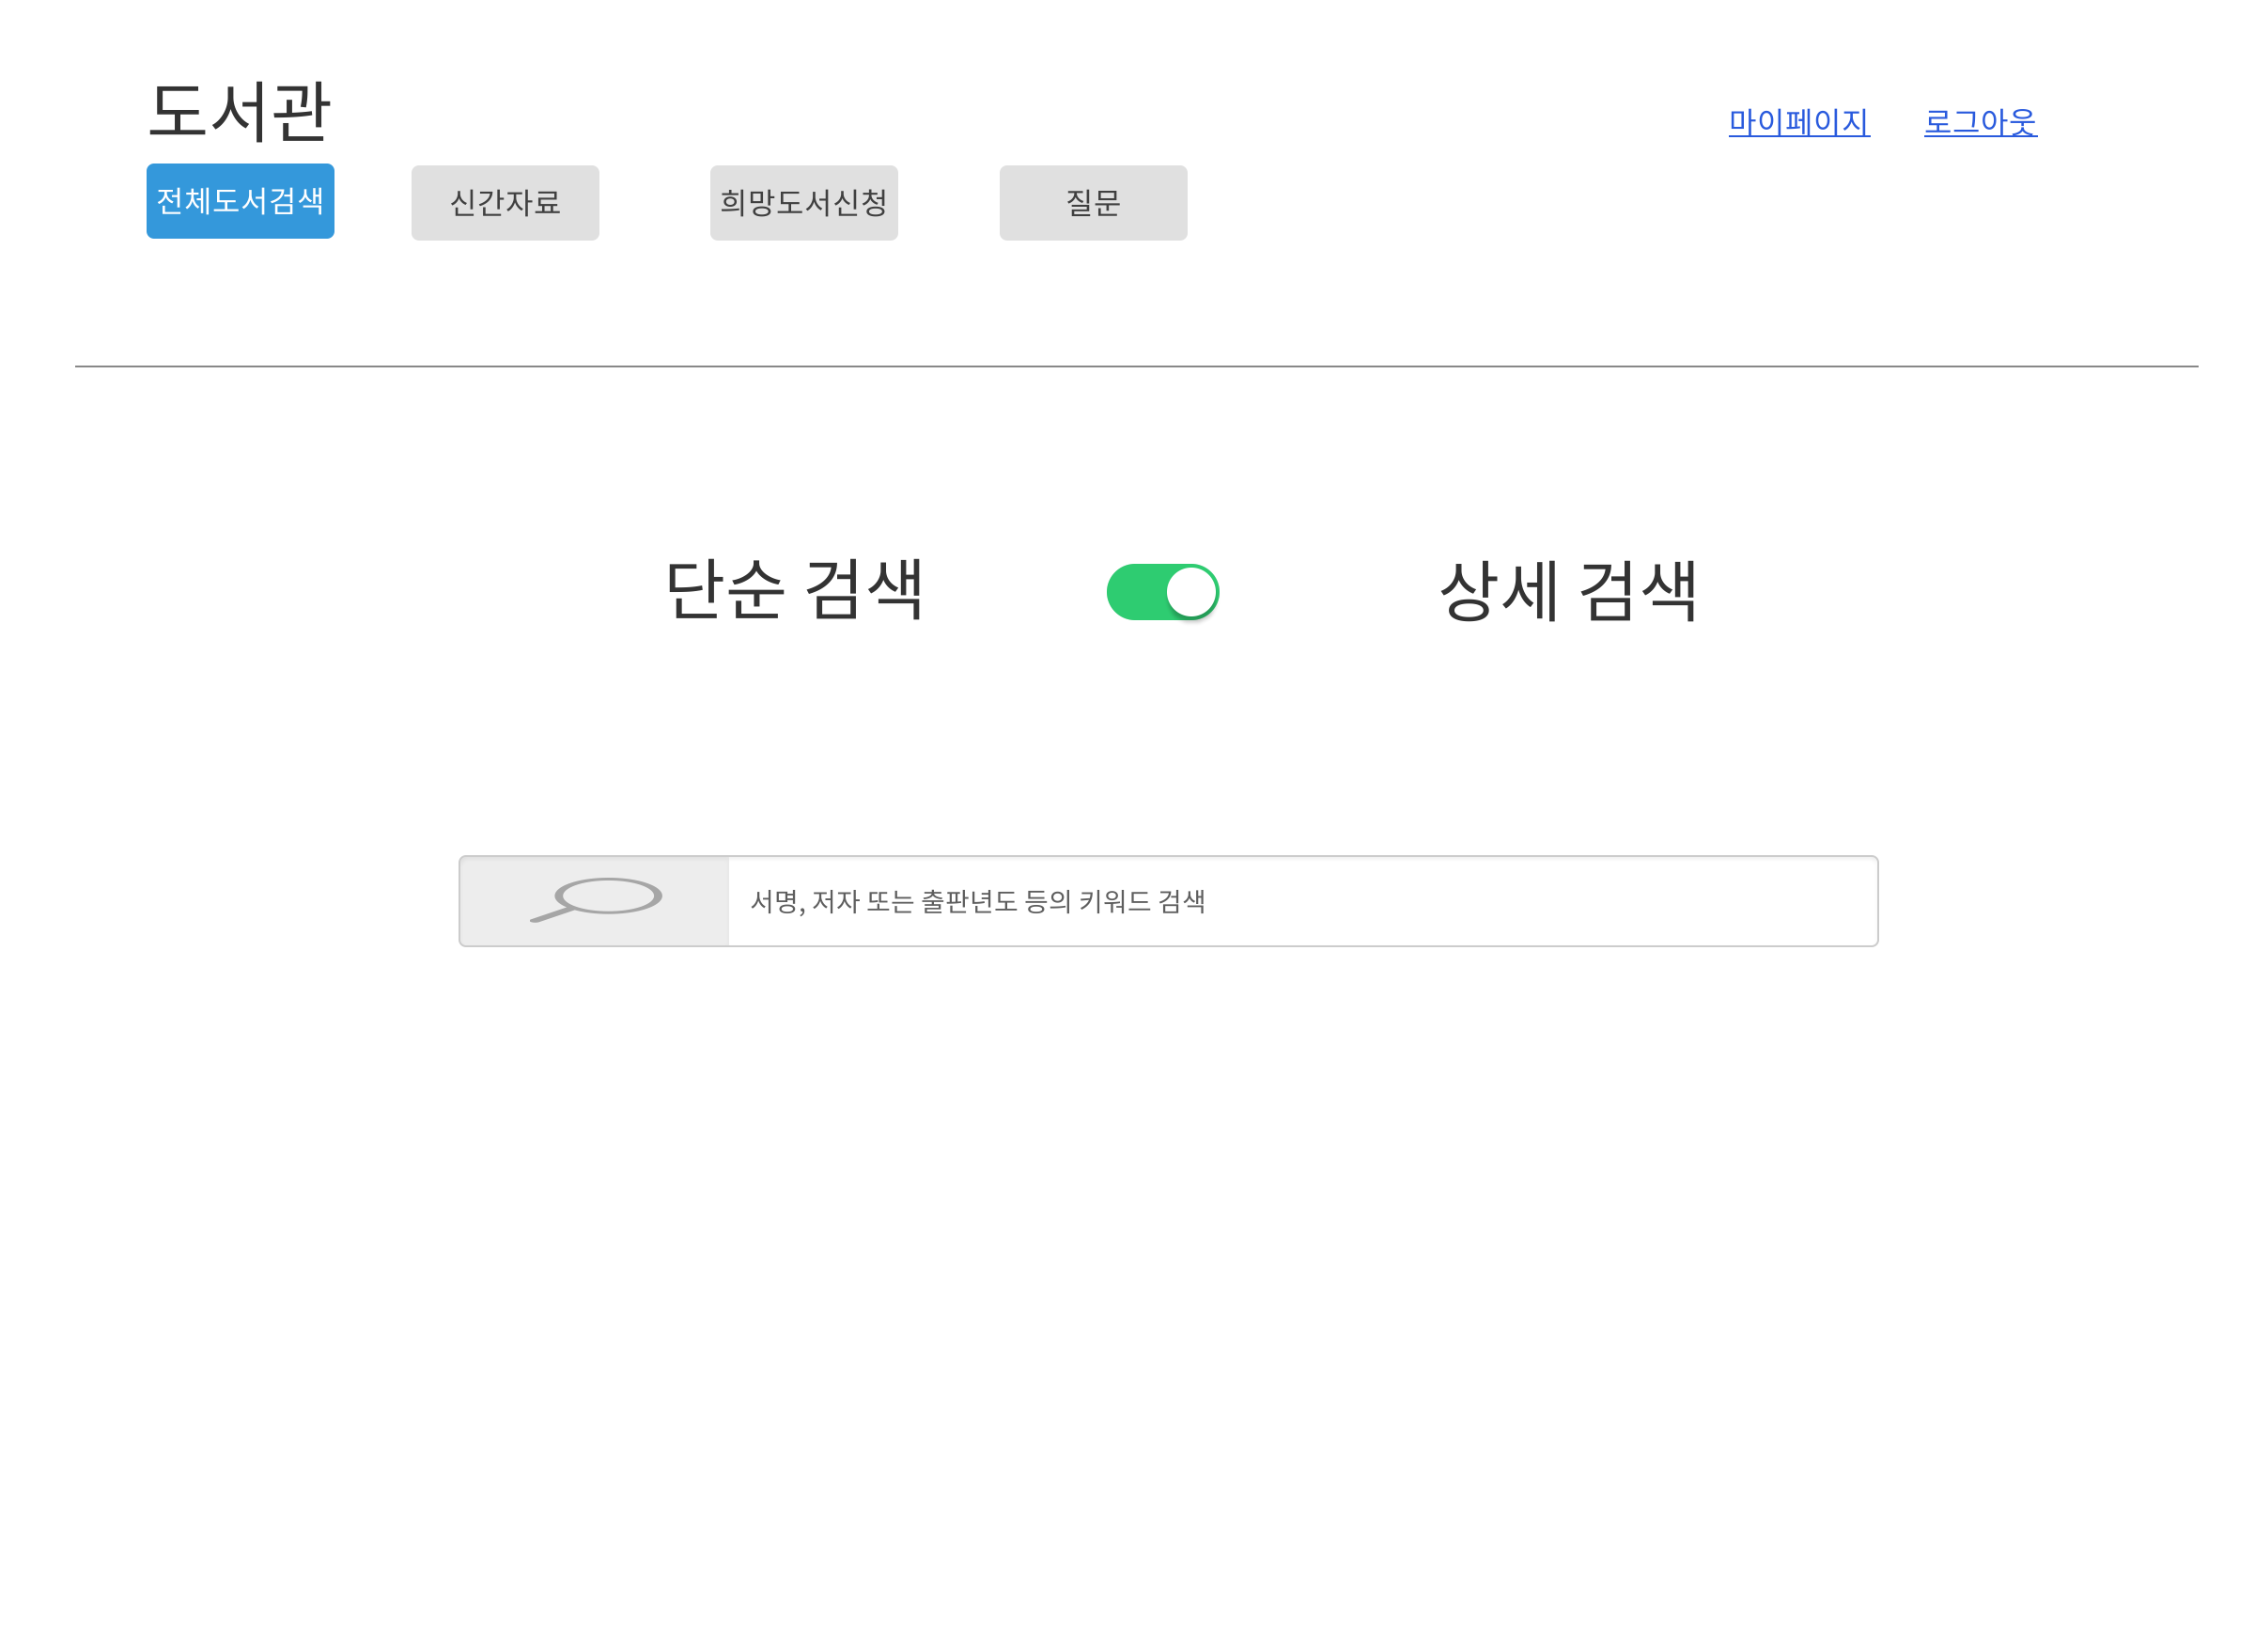 도서관
마이페이지 로그아웃
전체도서검색 신간자료 희망도서신청 질문
단순 검색 상세 검색
서명, 저자 또는 출판년도 등의 키워드 검색